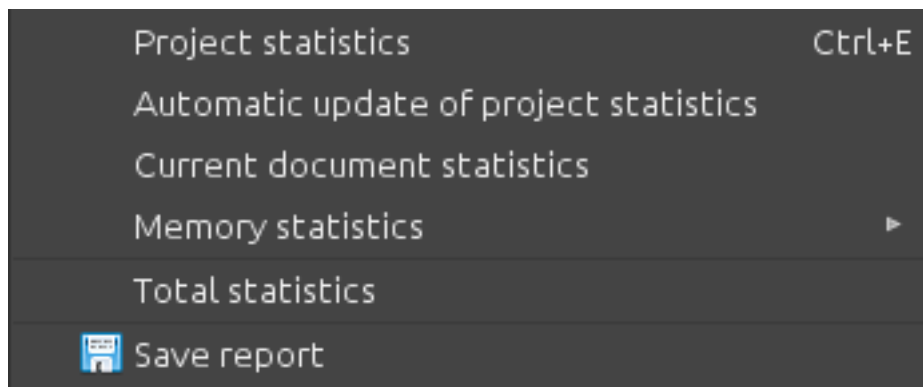 Project statistics Ctrl+E
Automatic update of project statistics
Current document statistics
Memory statistics
Total statistics
Save report